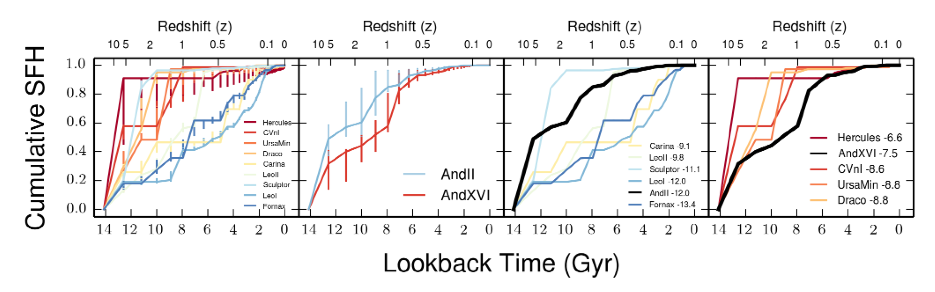 Redshift (z) Redshift (z) Redshift (z) Redshift (z)
10 5 2 1 0.5 0.1 0 10 5 2 1 0.5 0.1 0 10 5 2 1 0.5 0.1 0 10 5 2 1 0.5 0.1 0
Cumulative SFH
1.0
0.8
0.6
0.4
0.2
0.0
Hercules
CVnI
UrsaMin
Draco
Carina
LeoII
Sculptor
LeoI
Fornax
AndII
AndXVI
Carina -9.1
LeoII -9.8
Sculptor -11.1
LeoI -12.0
AndII -12.0
Fornax -13.4
Hercules -6.6
AndXVI -7.5
CVnI -8.6
UrsaMin -8.8
Draco -8.8
14 12 10 8 6 4 2 0 14 12 10 8 6 4 2 0 14 12 10 8 6 4 2 0 14 12 10 8 6 4 2 0
Lookback Time (Gyr)